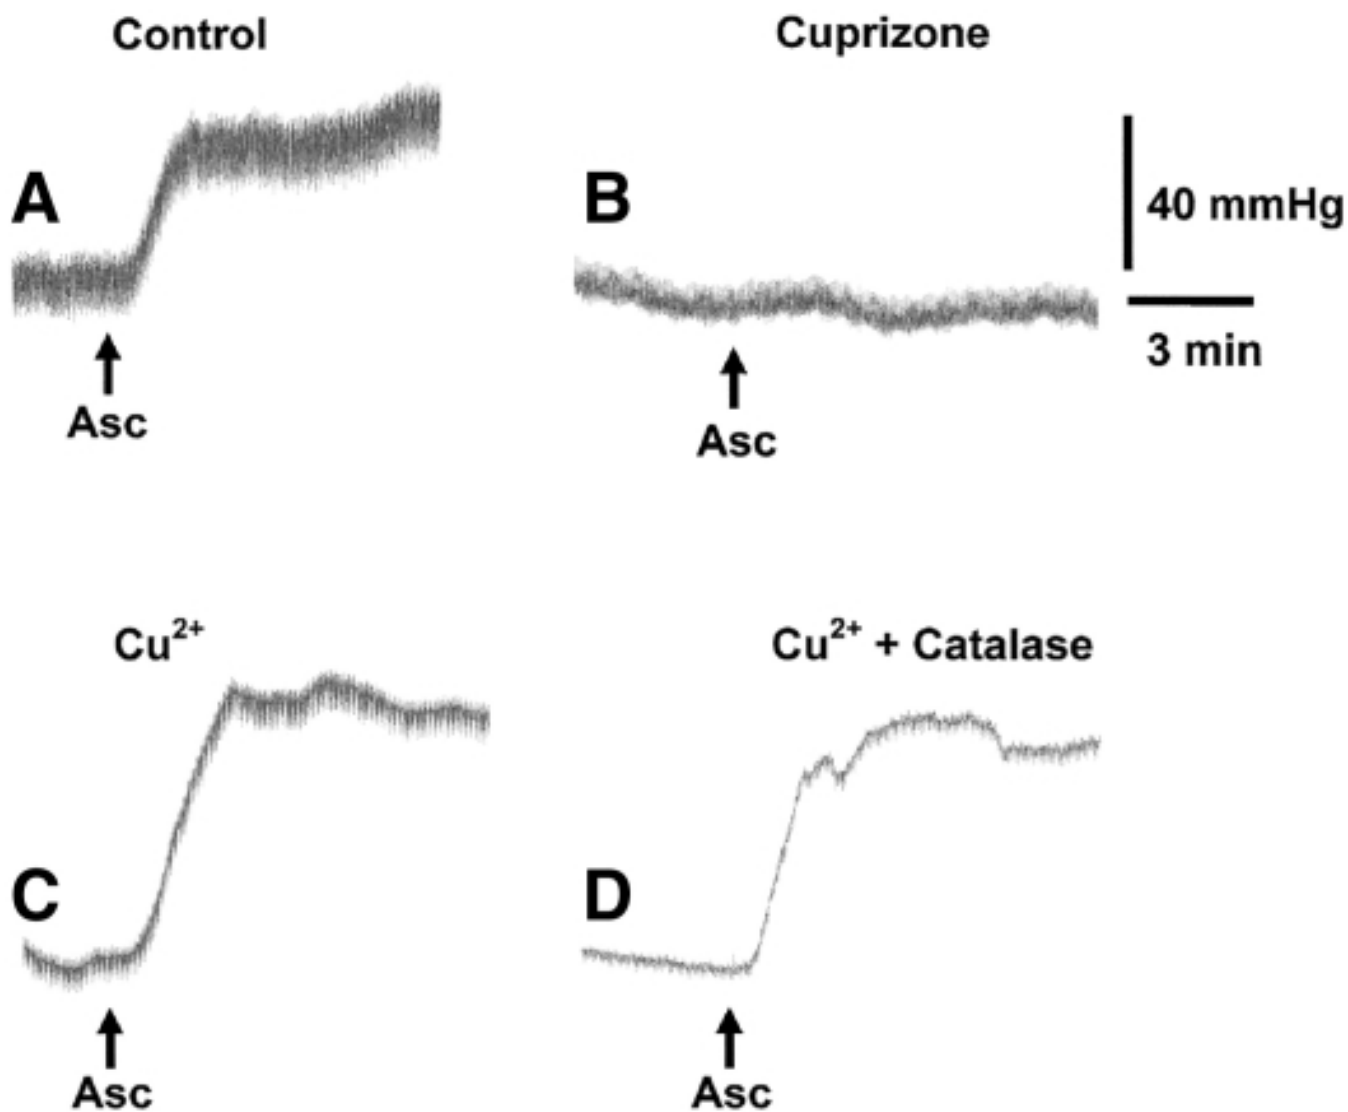 Control
Cuprizone
A
B
40 mmHg
3 min
Asc
Asc
Cu²⁺
Cu²⁺ + Catalase
C
D
Asc
Asc